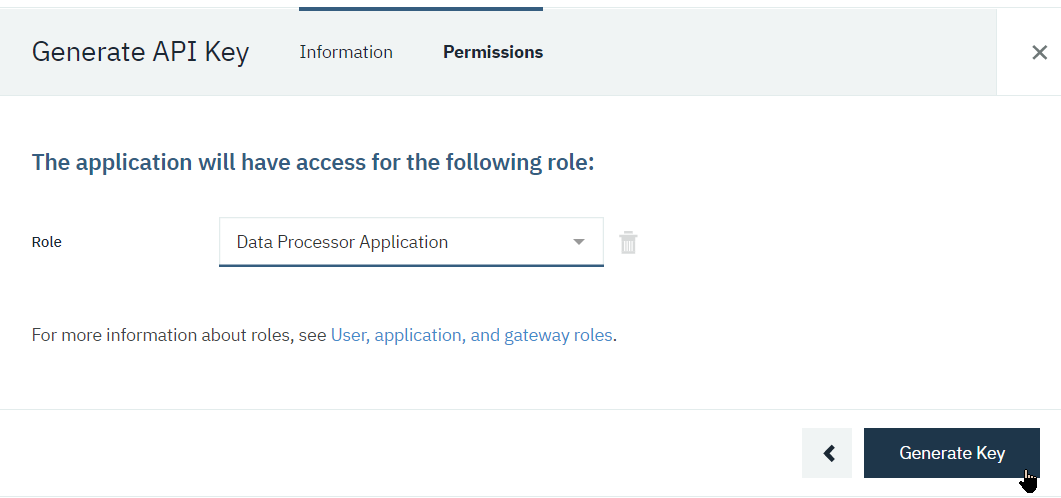 Generate API Key Information Permissions
The application will have access for the following role:
Role Data Processor Application
For more information about roles, see User, application, and gateway roles.
Generate Key